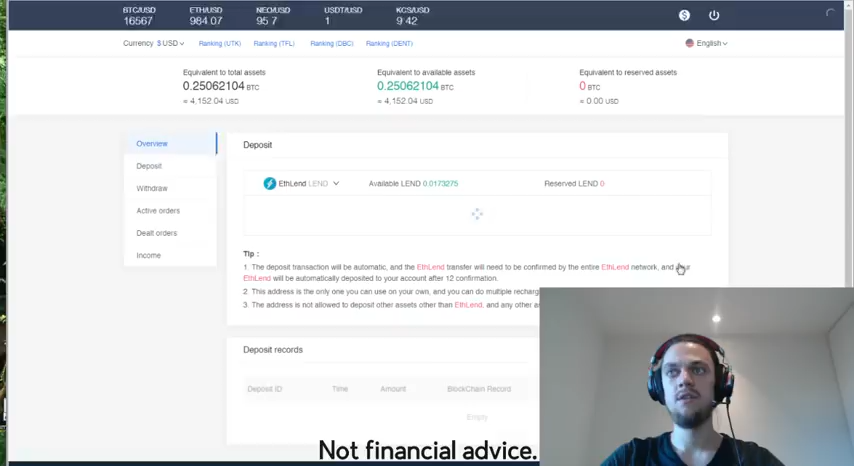 BTC/USD ETH/USD NEO/USD USDT/USD KCS/USD
16567 984.07 95.7 1 9.42
Currency $ USD Ranking (UTK) Ranking (TFL) Ranking (DBC) Ranking (DENT) English
Equivalent to total assets Equivalent to available assets Equivalent to reserved assets
0.25062104 BTC 0.25062104 BTC 0 BTC
≈ 4,152.04 USD ≈ 4,152.04 USD ≈ 0.00 USD
Overview
Deposit
Withdraw
Active orders
Dealt orders
Income
Deposit
EthLend LEND Available LEND 0.0173275 Reserved LEND 0
Tip :
1. The deposit transaction will be automatic, and the EthLend transfer will need to be confirmed by the entire EthLend network, and your
EthLend will be automatically deposited to your account after 12 confirmation.
2. This address is the only one you can use on your own, and you can do multiple
3. The address is not allowed to deposit other assets other than EthLend, and any other
Deposit records
Deposit ID Time Amount BlockChain Record
Empty
Not financial advice.